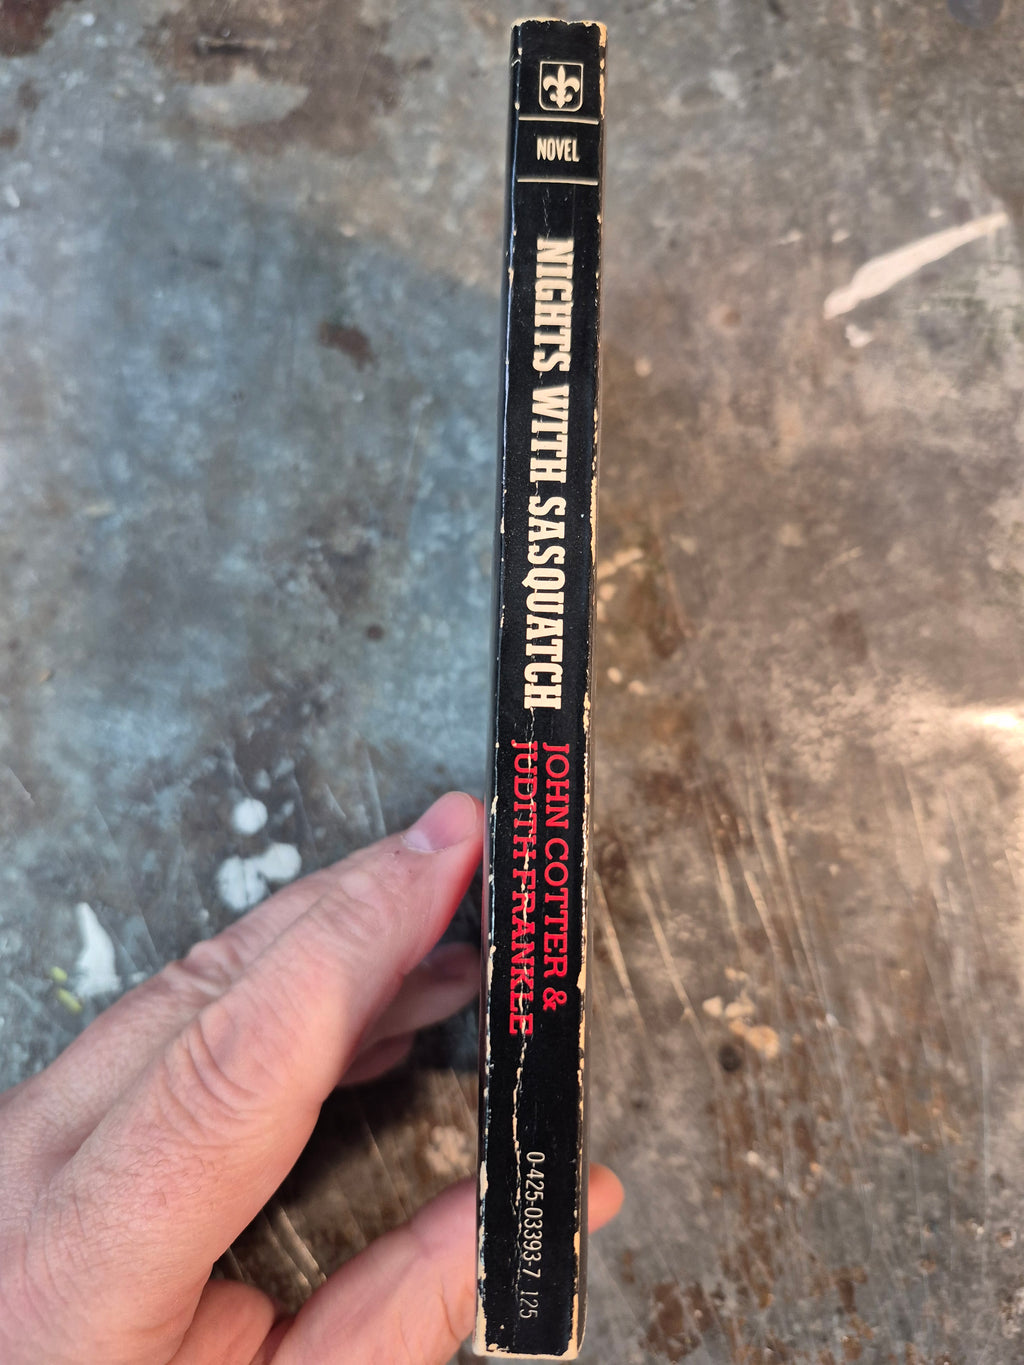 NOVEL
NIGHTS WITH SASQUATCH
JOHN COTTER &
JUDITH FRANKLE
0-425-03393-7 125